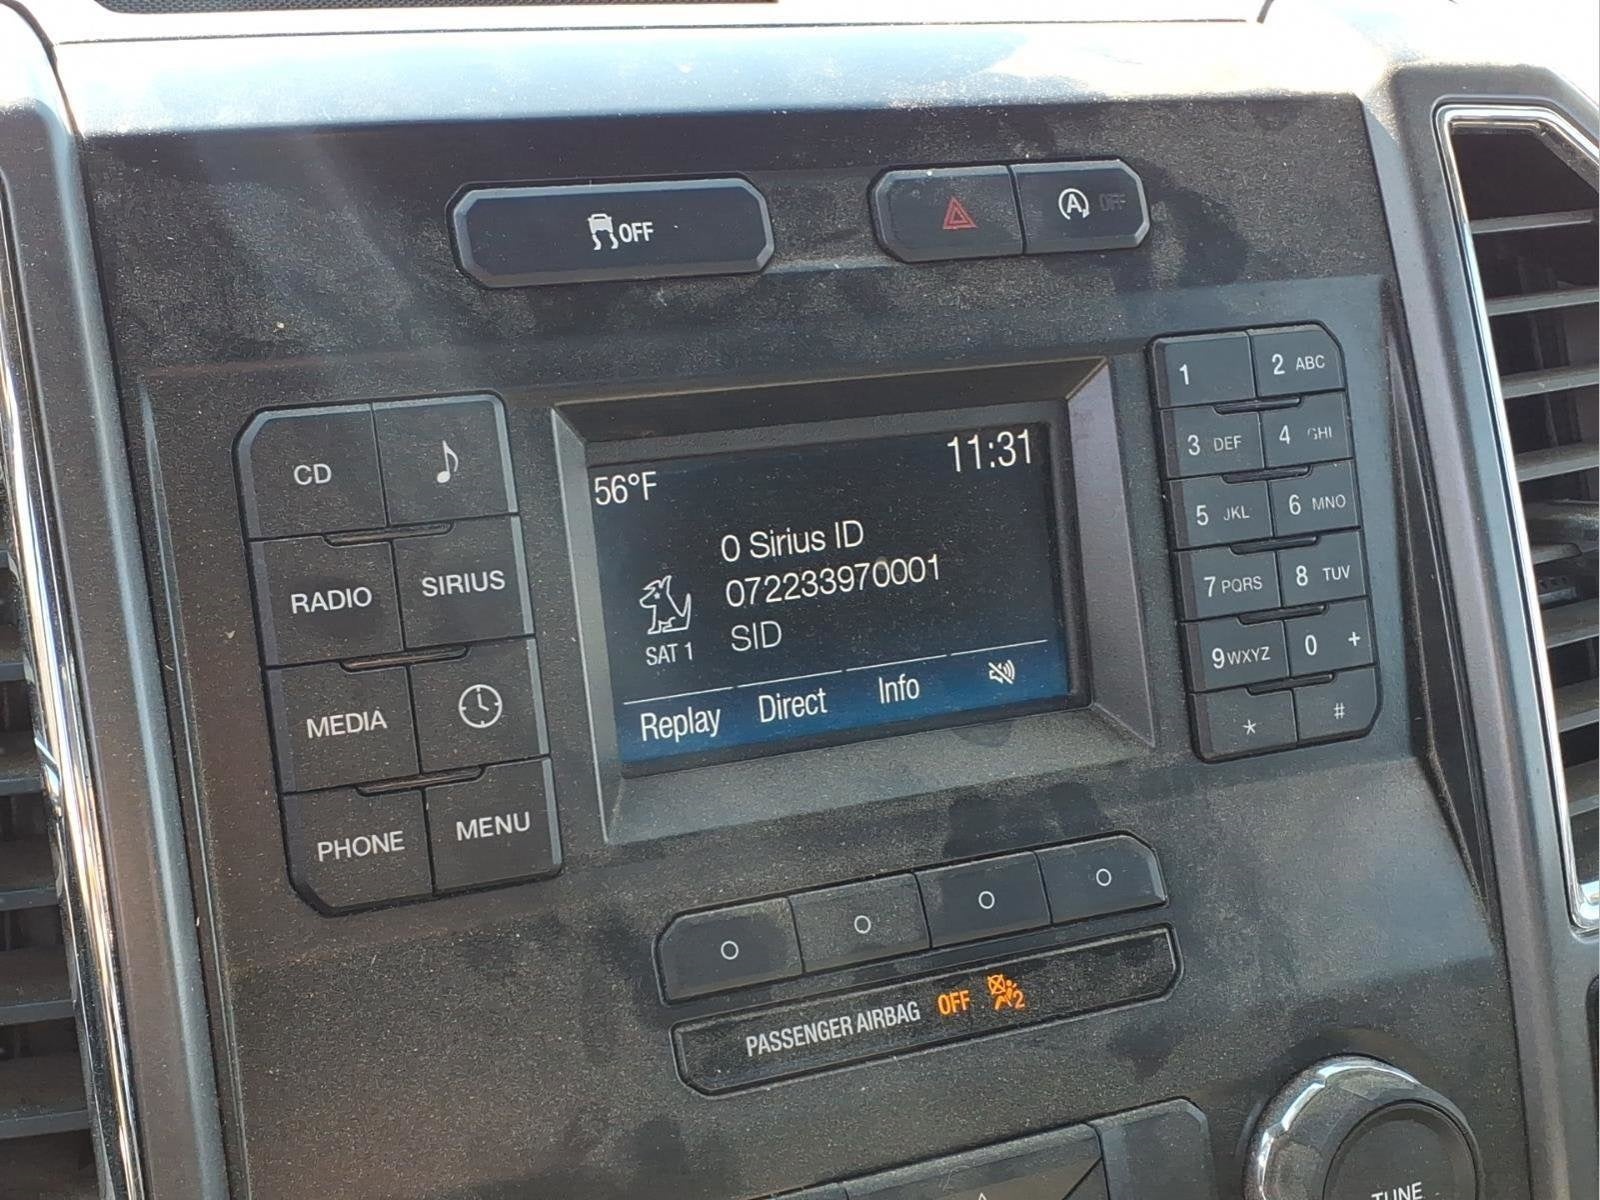 OFF
A OFF
1
2 ABC
3 DEF
4 GHI
5 JKL
6 MNO
7 PQRS
8 TUV
9 WXYZ
0 +
*
#
CD
RADIO
SIRIUS
MEDIA
PHONE
MENU
56°F
11:31
0 Sirius ID
072233970001
SID
SAT 1
Replay
Direct
Info
PASSENGER AIRBAG OFF 2
TUNE